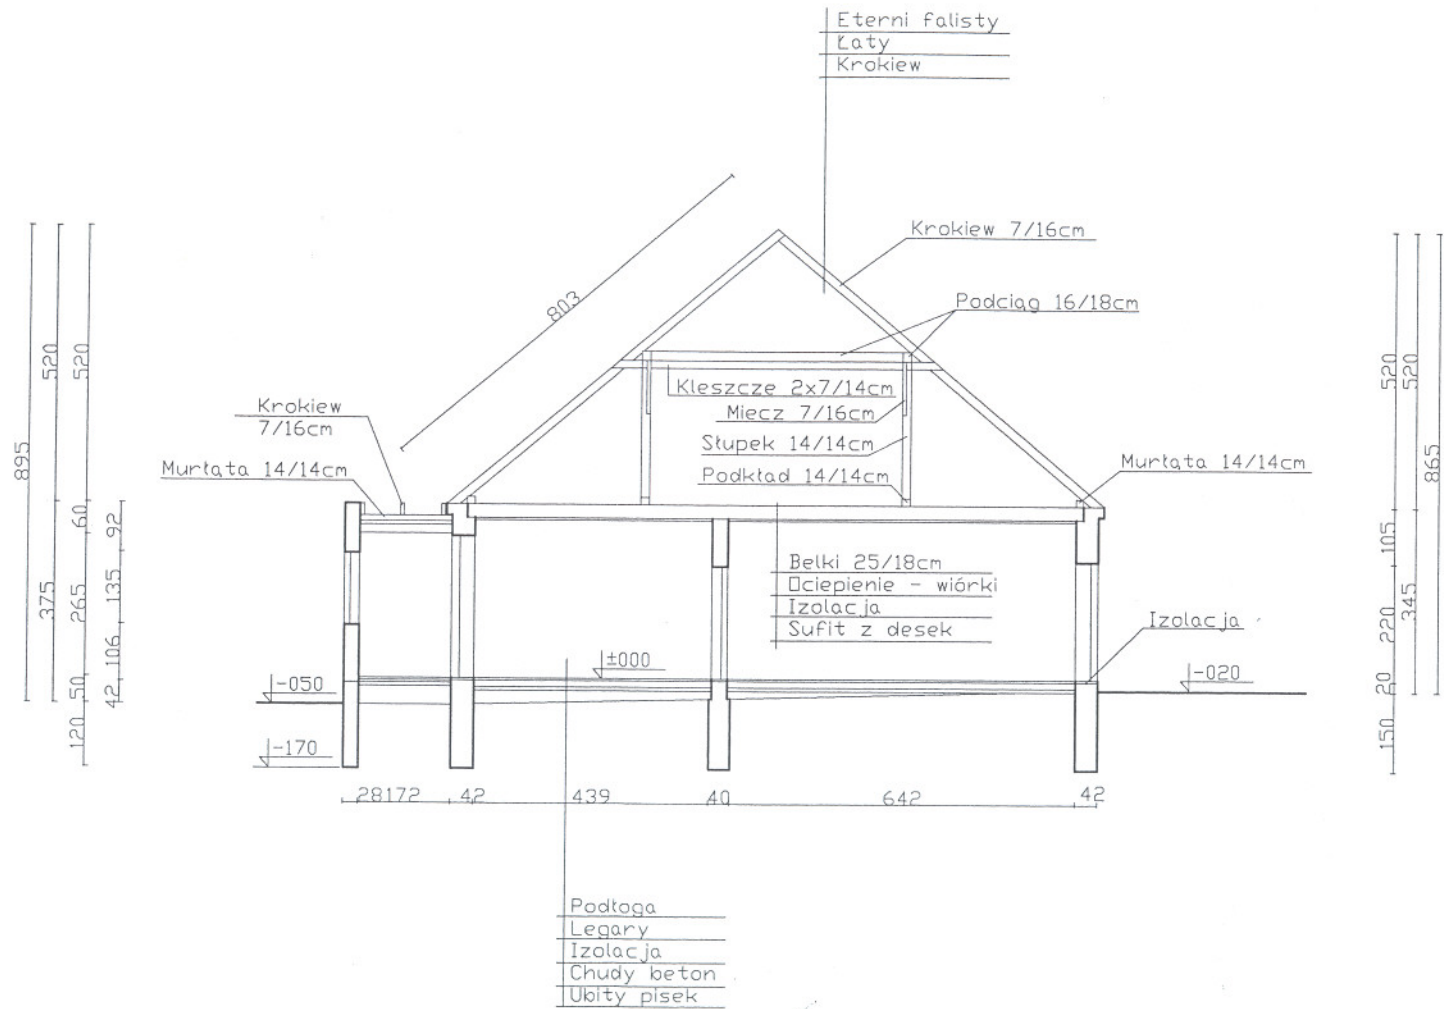 Eterni falisty
Łaty
Krokiew
803
Krokiew 7/16cm
Podciąg 16/18cm
520
520
520
520
Kleszcze 2x7/14cm
Miecz 7/16cm
Krokiew
7/16cm
Słupek 14/14cm
Murłata 14/14cm
Podkład 14/14cm
Murłata 14/14cm
895
865
60
92
105
Belki 25/18cm
Ociepienie - wiórki
Izolacja
Sufit z desek
375
265
135
220
345
Izolacja
106
±000
-050
-020
50
42
20
120
150
-170
28172
42
439
40
642
42
Podłoga
Legary
Izolacja
Chudy beton
Ubity pisek